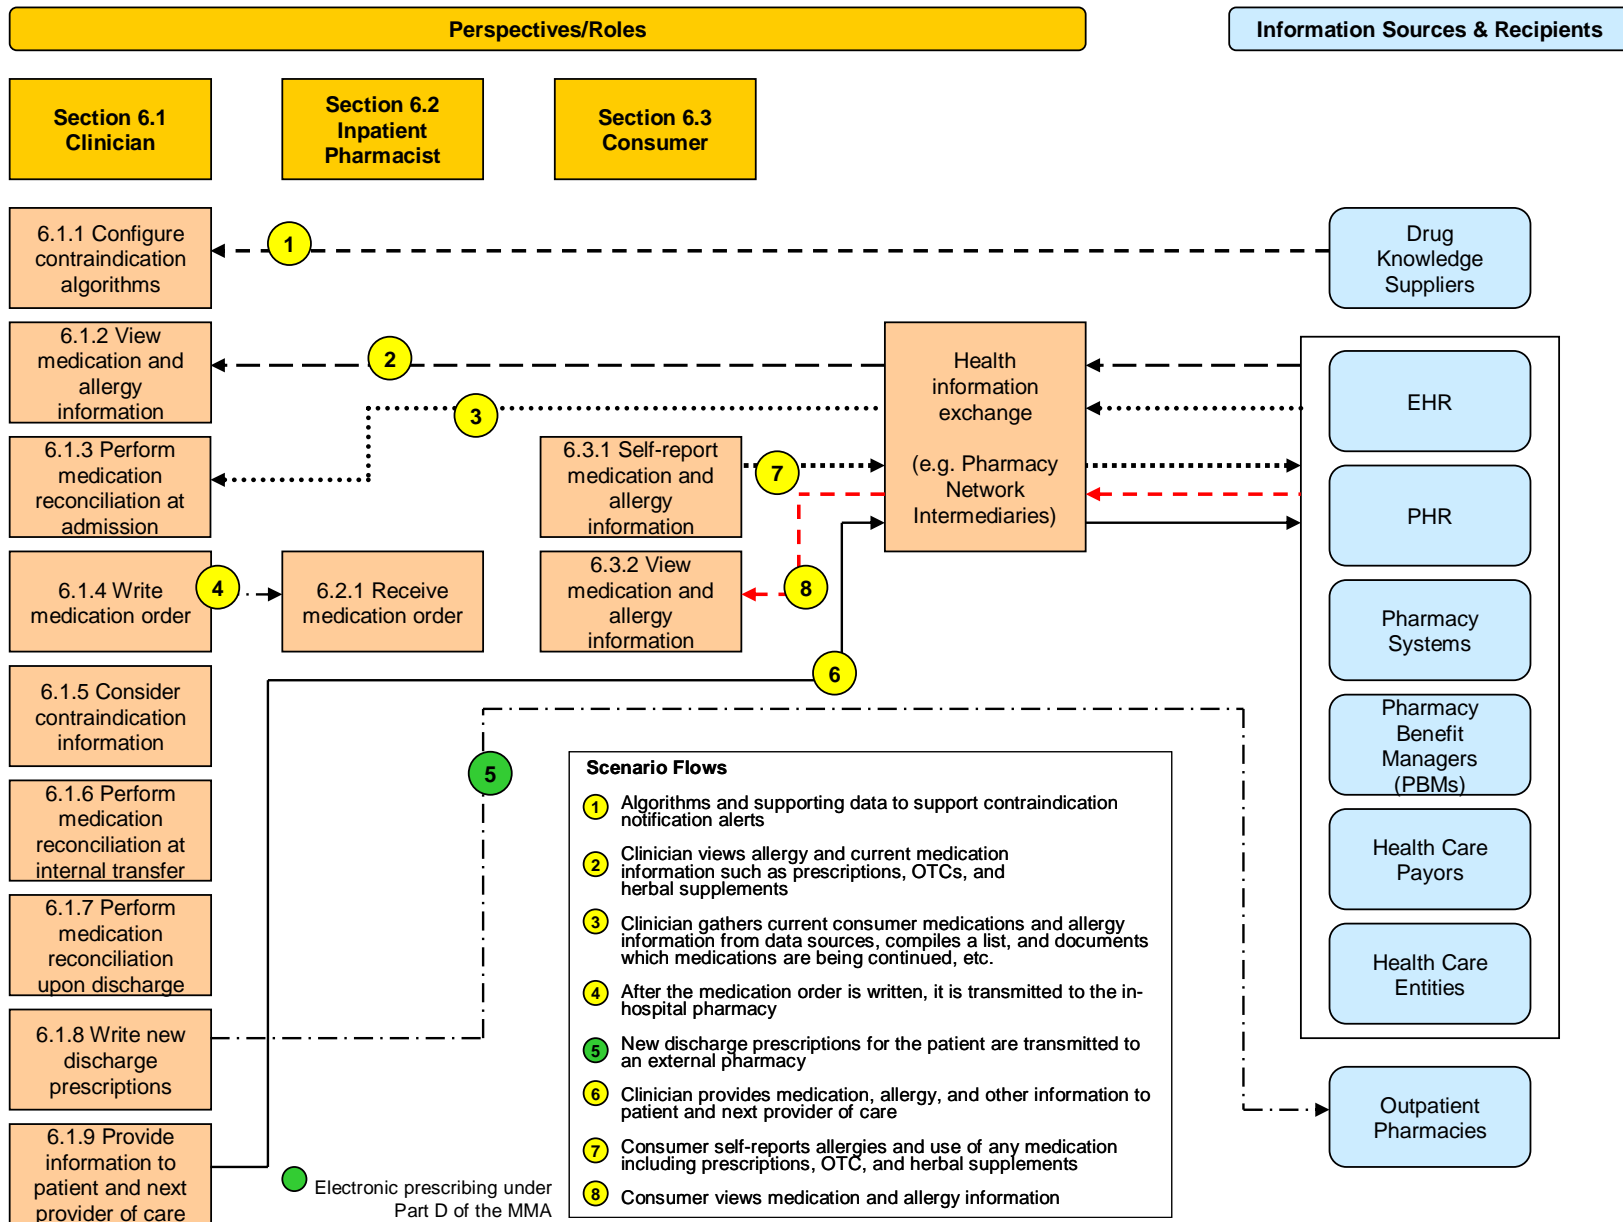 Perspectives/Roles
Information Sources & Recipients
Section 6.1
Clinician
Section 6.2
Inpatient
Pharmacist
Section 6.3
Consumer
6.1.1 Configure
contraindication
algorithms
1
Drug
Knowledge
Suppliers
6.1.2 View
medication and
allergy
information
2
Health
information
exchange
(e.g. Pharmacy
Network
Intermediaries)
EHR
3
6.1.3 Perform
medication
reconciliation at
admission
6.3.1 Self-report
medication and
allergy
information
7
PHR
6.1.4 Write
medication order
4
6.2.1 Receive
medication order
6.3.2 View
medication and
allergy
information
8
Pharmacy
Systems
6
6.1.5 Consider
contraindication
information
Pharmacy
Benefit
Managers
(PBMs)
5
6.1.6 Perform
medication
reconciliation at
internal transfer
Health Care
Payors
6.1.7 Perform
medication
reconciliation
upon discharge
Health Care
Entities
6.1.8 Write new
discharge
prescriptions
Outpatient
Pharmacies
6.1.9 Provide
information to
patient and next
provider of care
Electronic prescribing under
Part D of the MMA
Scenario Flows
1 Algorithms and supporting data to support contraindication
notification alerts
2 Clinician views allergy and current medication
information such as prescriptions, OTCs, and
herbal supplements
3 Clinician gathers current consumer medications and allergy
information from data sources, compiles a list, and documents
which medications are being continued, etc.
4 After the medication order is written, it is transmitted to the in-
hospital pharmacy
5 New discharge prescriptions for the patient are transmitted to
an external pharmacy
6 Clinician provides medication, allergy, and other information to
patient and next provider of care
7 Consumer self-reports allergies and use of any medication
including prescriptions, OTC, and herbal supplements
8 Consumer views medication and allergy information